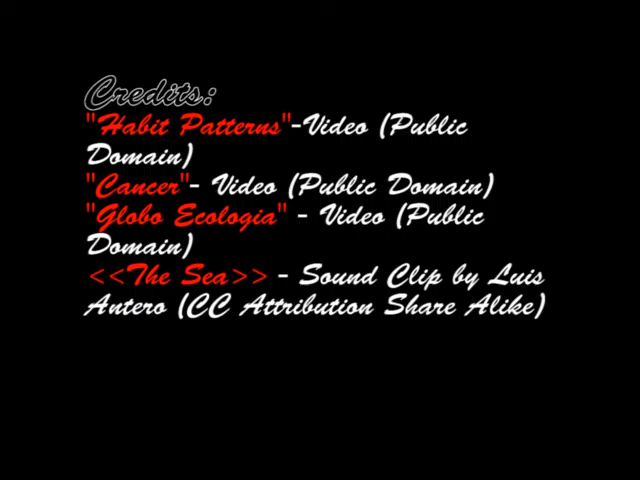 Credits:
"Habit Patterns"-Video (Public
Domain)
"Cancer"- Video (Public Domain)
"Globo Ecologia" - Video (Public
Domain)
<<The Sea>> - Sound Clip by Luis
Antero (CC Attribution Share Alike)